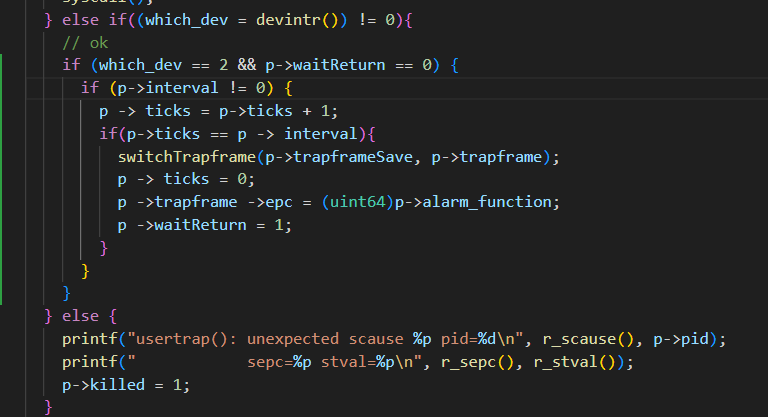 syscall();
} else if((which_dev = devintr()) != 0){
// ok
if (which_dev == 2 && p->waitReturn == 0) {
if (p->interval != 0) {
p -> ticks = p->ticks + 1;
if(p->ticks == p -> interval){
switchTrapframe(p->trapframeSave, p->trapframe);
p -> ticks = 0;
p ->trapframe ->epc = (uint64)p->alarm_function;
p ->waitReturn = 1;
}
}
}
} else {
printf("usertrap(): unexpected scause %p pid=%d\n", r_scause(), p->pid);
printf("            sepc=%p stval=%p\n", r_sepc(), r_stval());
p->killed = 1;
}